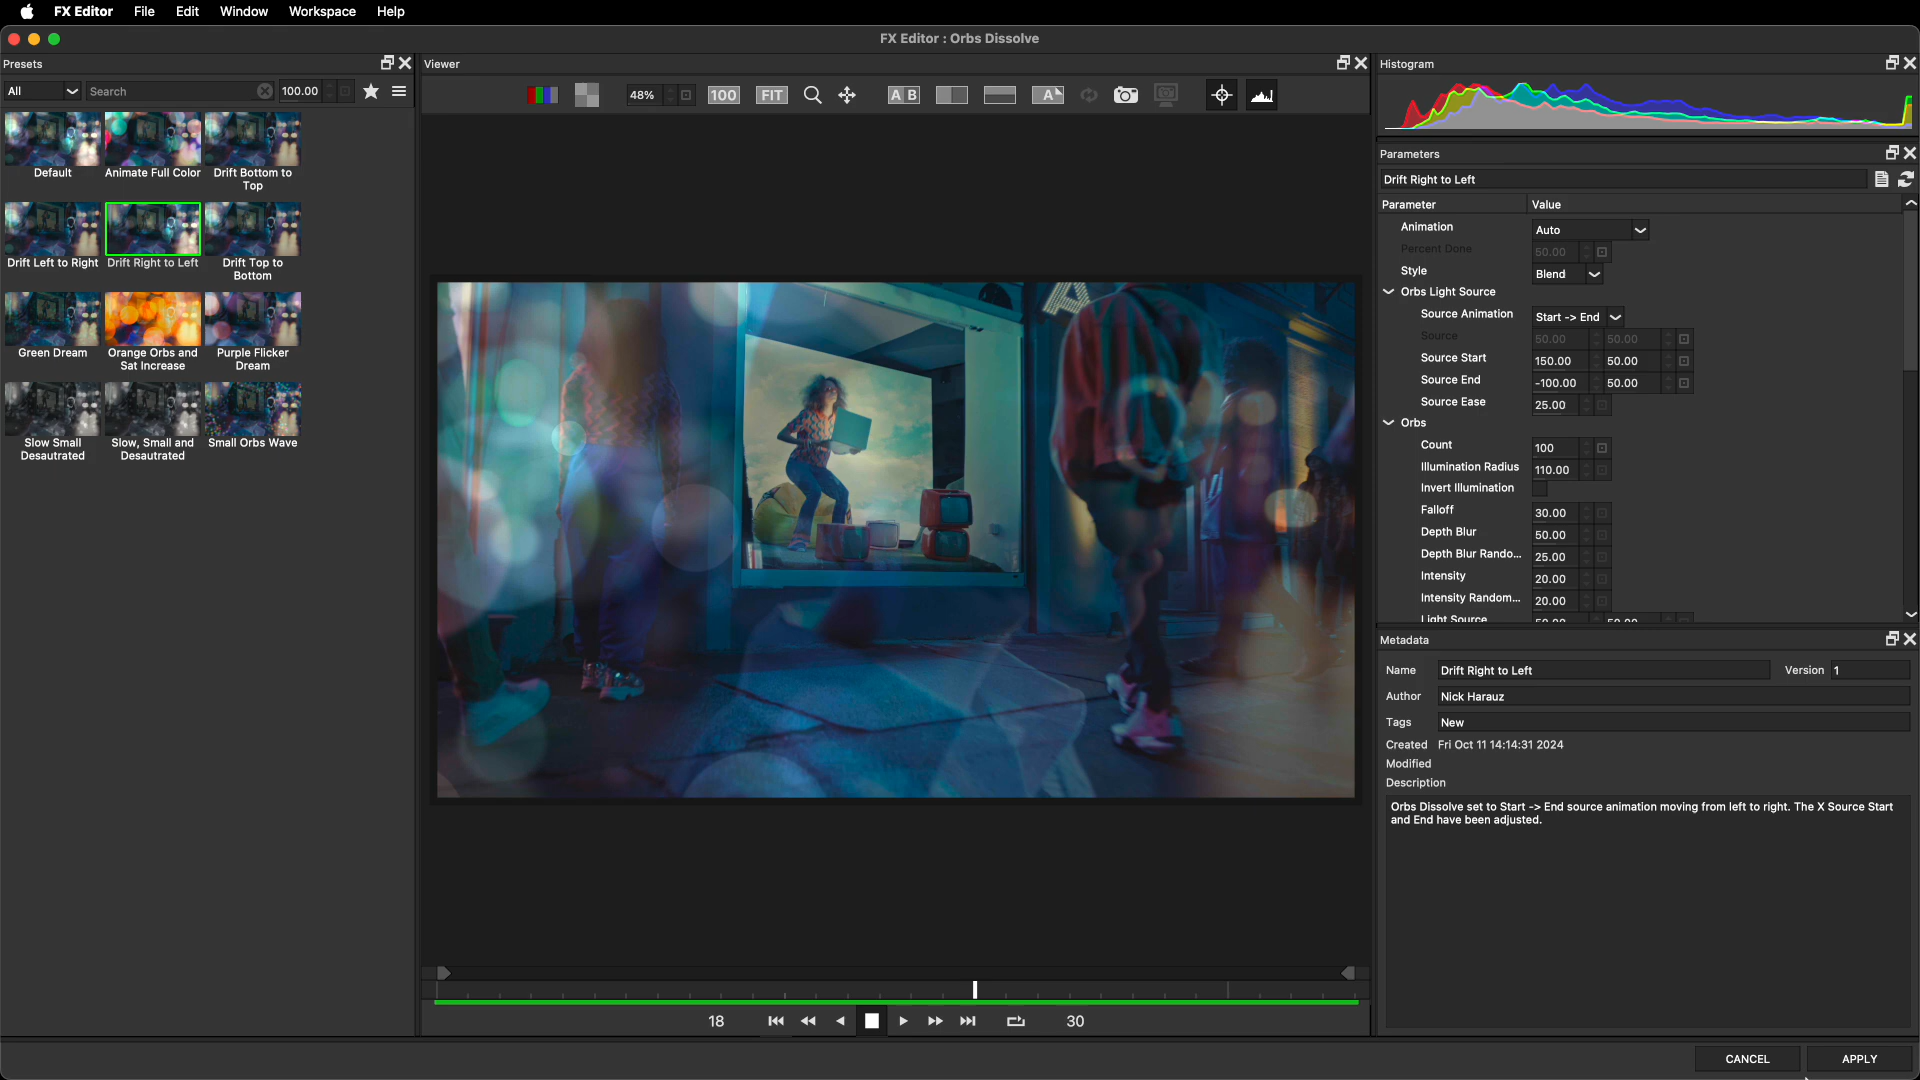 FX Editor File Edit Window Workspace Help
FX Editor : Orbs Dissolve
Presets
All Search 100.00
Default
Animate Full Color
Drift Bottom to
Top
Drift Left to Right
Drift Right to Left
Drift Top to
Bottom
Green Dream
Orange Orbs and
Sat Increase
Purple Flicker
Dream
Slow Small
Desautrated
Slow, Small and
Desautrated
Small Orbs Wave
Viewer
48% 100 FIT A B A
18 30
Histogram
Parameters
Drift Right to Left
Parameter Value
Animation Auto
Percent Done 50.00
Style Blend
Orbs Light Source
Source Animation Start -> End
Source 50.00 50.00
Source Start 150.00 50.00
Source End -100.00 50.00
Source Ease 25.00
Orbs
Count 100
Illumination Radius 110.00
Invert Illumination
Falloff 30.00
Depth Blur 50.00
Depth Blur Rando... 25.00
Intensity 20.00
Intensity Random... 20.00
Light Source 50.00 50.00
Metadata
Name Drift Right to Left Version 1
Author Nick Harauz
Tags New
Created Fri Oct 11 14:14:31 2024
Modified
Description
Orbs Dissolve set to Start -> End source animation moving from left to right. The X Source Start
and End have been adjusted.
CANCEL APPLY